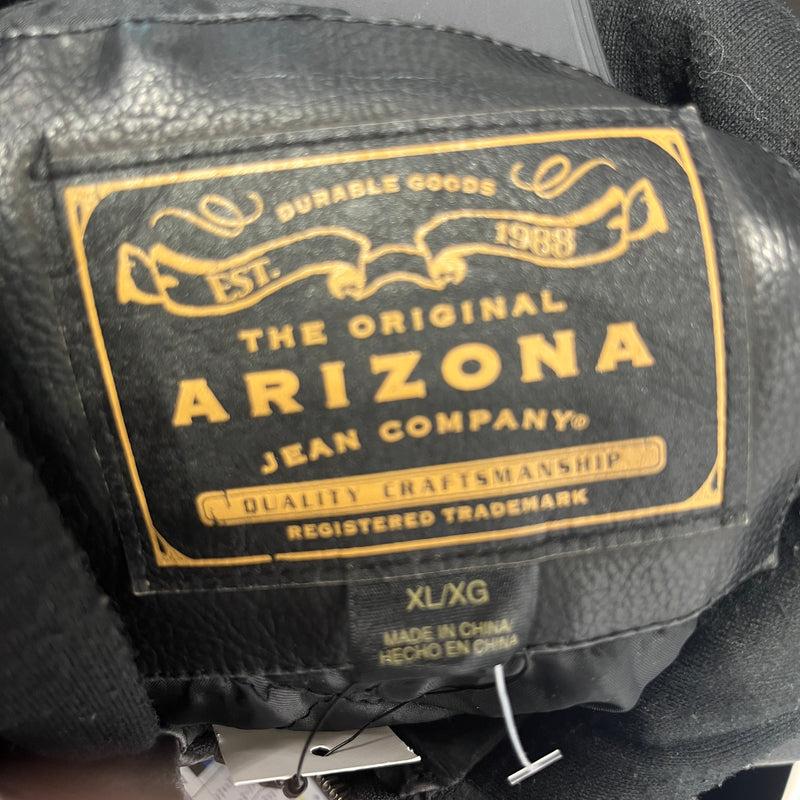 DURABLE GOODS
EST. 1988
THE ORIGINAL
ARIZONA
JEAN COMPANY®
QUALITY CRAFTSMANSHIP
REGISTERED TRADEMARK
XL/XG
MADE IN CHINA
HECHO EN CHINA